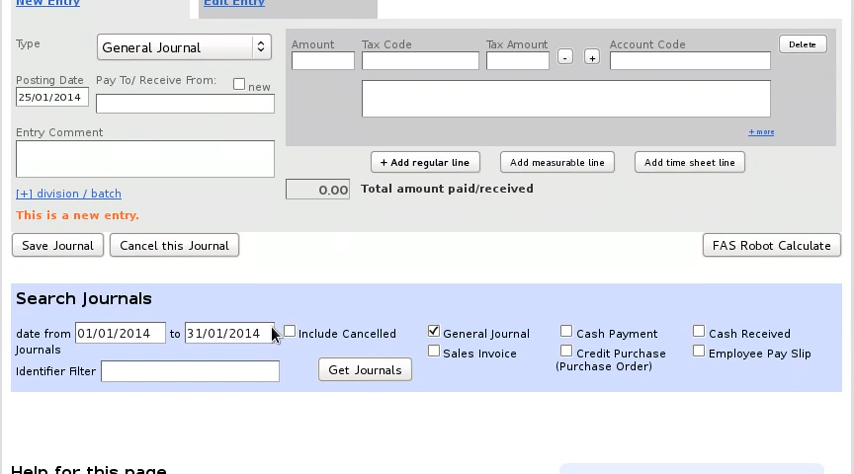 New Entry
Edit Entry
Type
General Journal
Posting Date
Pay To/ Receive From:
new
25/01/2014
Entry Comment
[+] division / batch
This is a new entry.
Amount
Tax Code
Tax Amount
-
+
Account Code
Delete
+ more
+ Add regular line
Add measurable line
Add time sheet line
0.00
Total amount paid/received
Save Journal
Cancel this Journal
FAS Robot Calculate
Search Journals
date from 01/01/2014 to 31/01/2014
Include Cancelled
Journals
General Journal
Cash Payment
Cash Received
Sales Invoice
Credit Purchase
(Purchase Order)
Employee Pay Slip
Identifier Filter
Get Journals
Help for this page